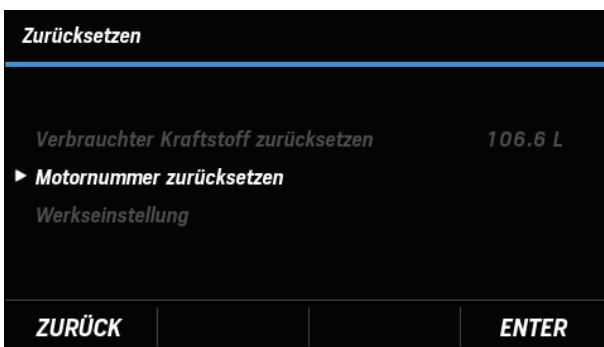 Zurücksetzen
Verbrauchter Kraftstoff zurücksetzen 106.6 L
Motornummer zurücksetzen
Werkseinstellung
ZURÜCK ENTER